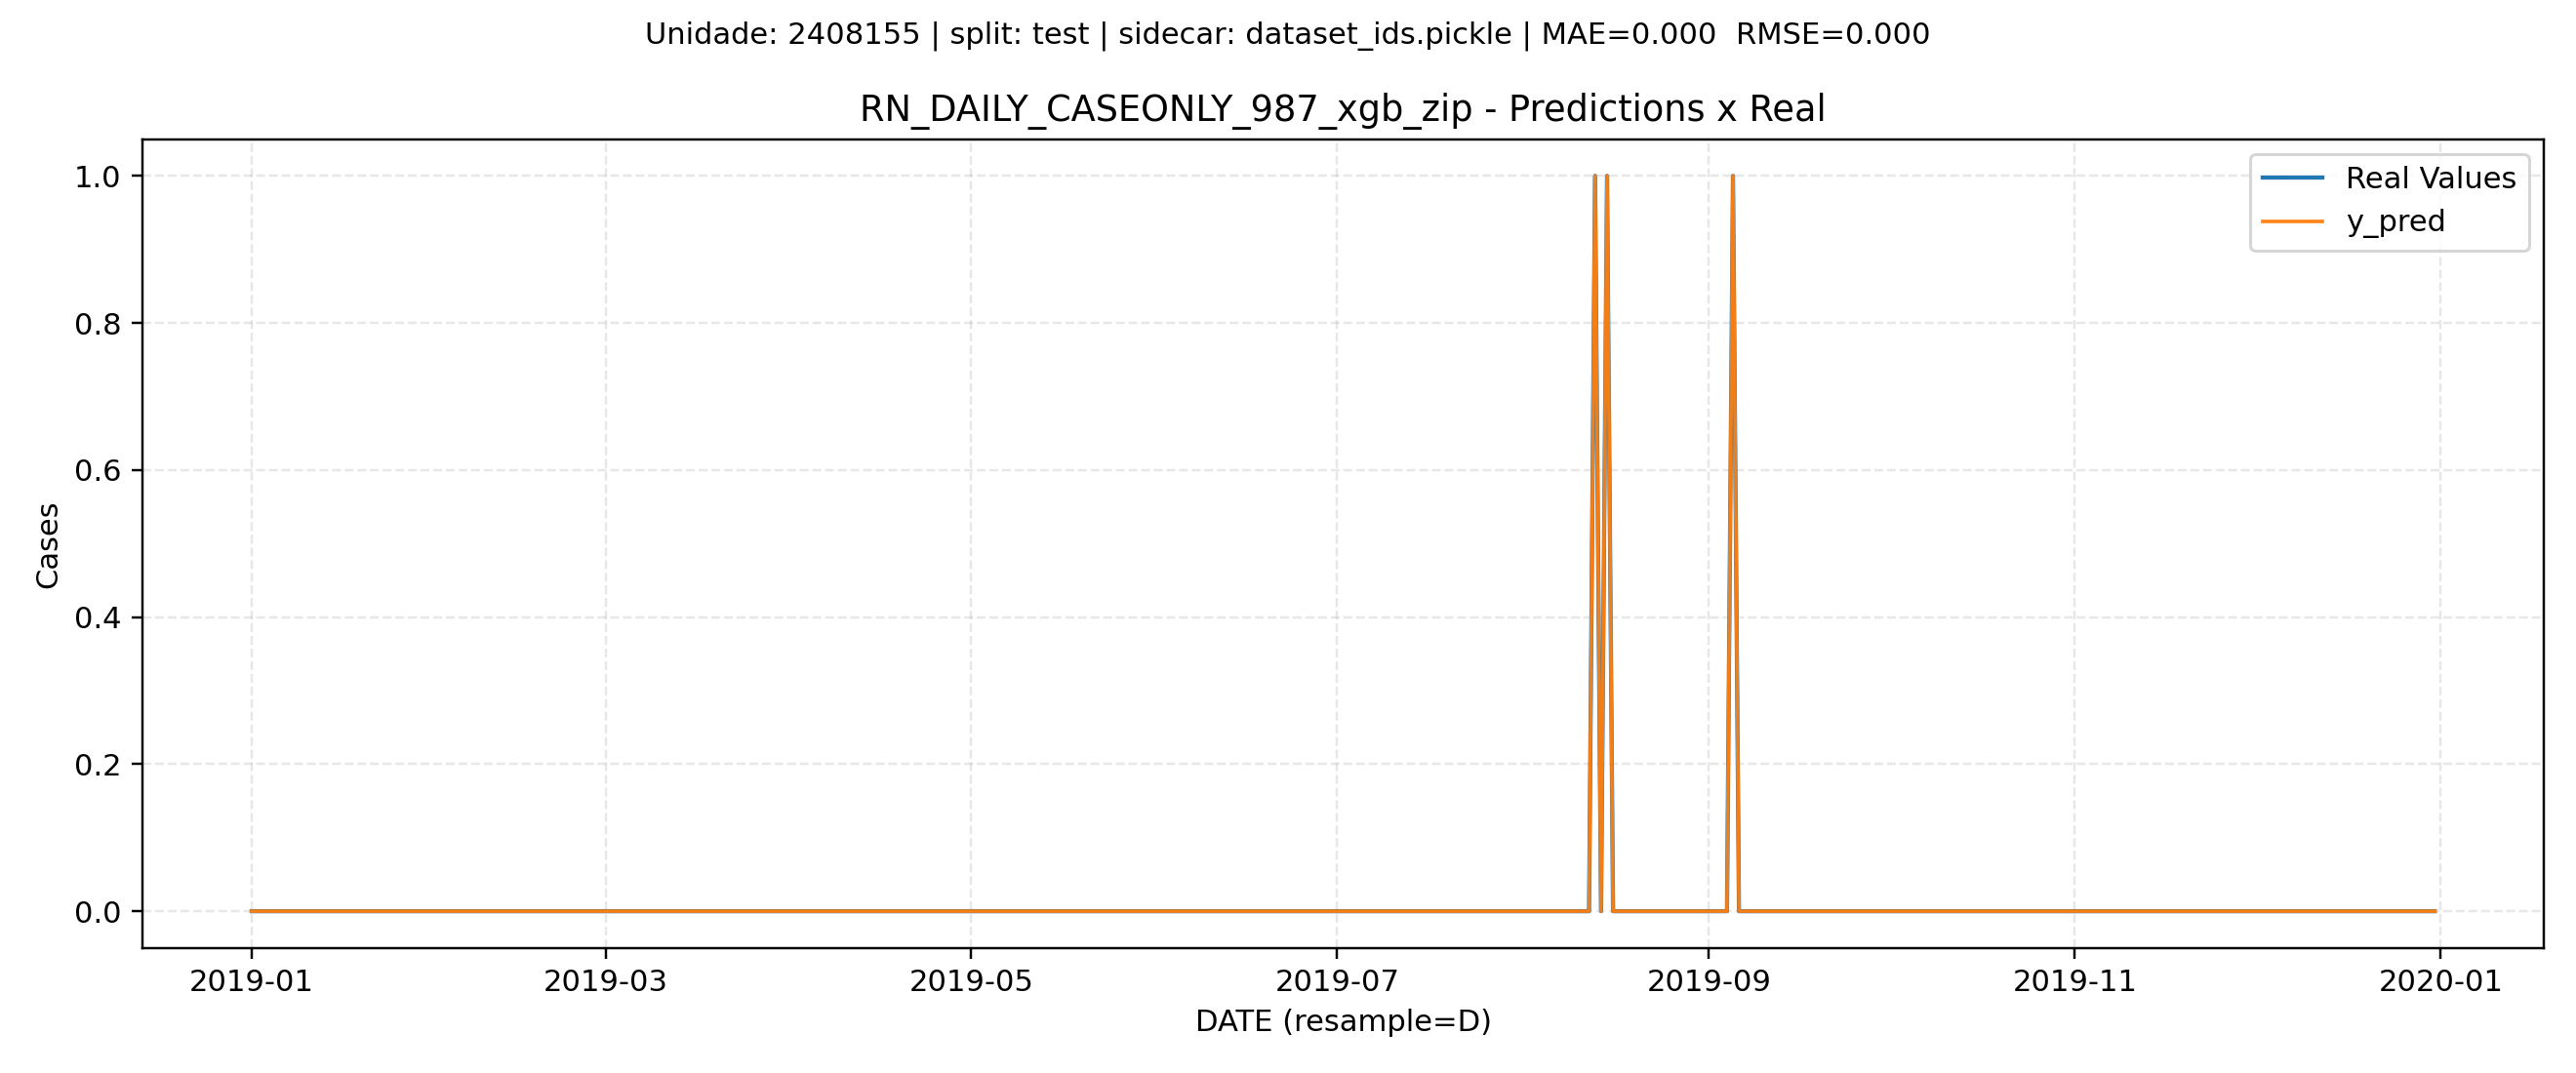 Unidade: 2408155 | split: test | sidecar: dataset_ids.pickle | MAE=0.000  RMSE=0.000
RN_DAILY_CASEONLY_987_xgb_zip - Predictions x Real
Real Values
y_pred
1.0
0.8
0.6
0.4
0.2
0.0
Cases
2019-01 2019-03 2019-05 2019-07 2019-09 2019-11 2020-01
DATE (resample=D)